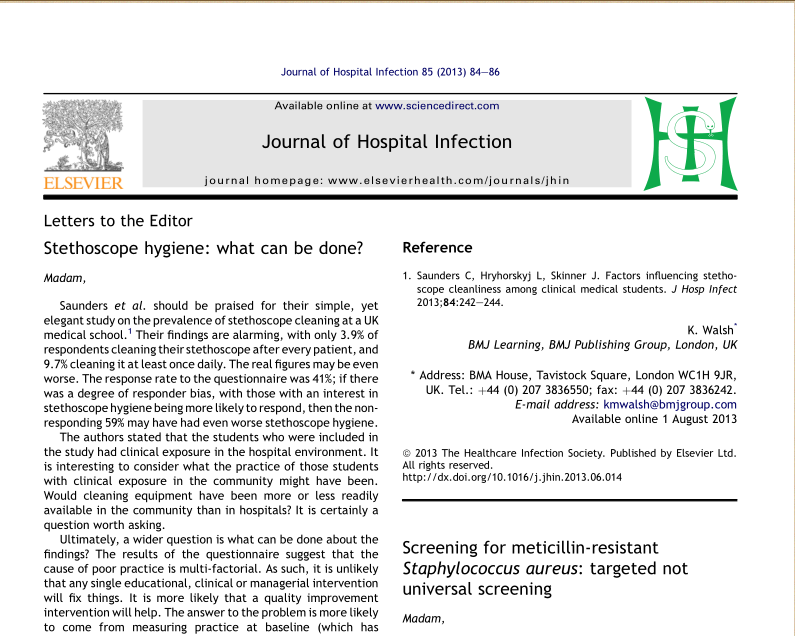 Journal of Hospital Infection 85 (2013) 84–86
Available online at www.sciencedirect.com
Journal of Hospital Infection
journal homepage: www.elsevierhealth.com/journals/jhin
ELSEVIER
HIS
Letters to the Editor
Stethoscope hygiene: what can be done?
Madam,
Saunders et al. should be praised for their simple, yet
elegant study on the prevalence of stethoscope cleaning at a UK
medical school.1 Their findings are alarming, with only 3.9% of
respondents cleaning their stethoscope after every patient, and
9.7% cleaning it at least once daily. The real figures may be even
worse. The response rate to the questionnaire was 41%; if there
was a degree of responder bias, with those with an interest in
stethoscope hygiene being more likely to respond, then the non-
responding 59% may have had even worse stethoscope hygiene.
The authors stated that the students who were included in
the study had clinical exposure in the hospital environment. It
is interesting to consider what the practice of those students
with clinical exposure in the community might have been.
Would cleaning equipment have been more or less readily
available in the community than in hospitals? It is certainly a
question worth asking.
Ultimately, a wider question is what can be done about the
findings? The results of the questionnaire suggest that the
cause of poor practice is multi-factorial. As such, it is unlikely
that any single educational, clinical or managerial intervention
will fix things. It is more likely that a quality improvement
intervention will help. The answer to the problem is more likely
to come from measuring practice at baseline (which has
Reference
1. Saunders C, Hryhorskyj L, Skinner J. Factors influencing stetho-
scope cleanliness among clinical medical students. J Hosp Infect
2013;84:242–244.
K. Walsh*
BMJ Learning, BMJ Publishing Group, London, UK
* Address: BMA House, Tavistock Square, London WC1H 9JR,
UK. Tel.: +44 (0) 207 3836550; fax: +44 (0) 207 3836242.
E-mail address: kmwalsh@bmjgroup.com
Available online 1 August 2013
© 2013 The Healthcare Infection Society. Published by Elsevier Ltd.
All rights reserved.
http://dx.doi.org/10.1016/j.jhin.2013.06.014
Screening for meticillin-resistant
Staphylococcus aureus: targeted not
universal screening
Madam,